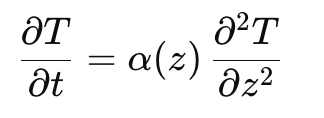 ∂T/∂t = α(z) ∂²T/∂z²